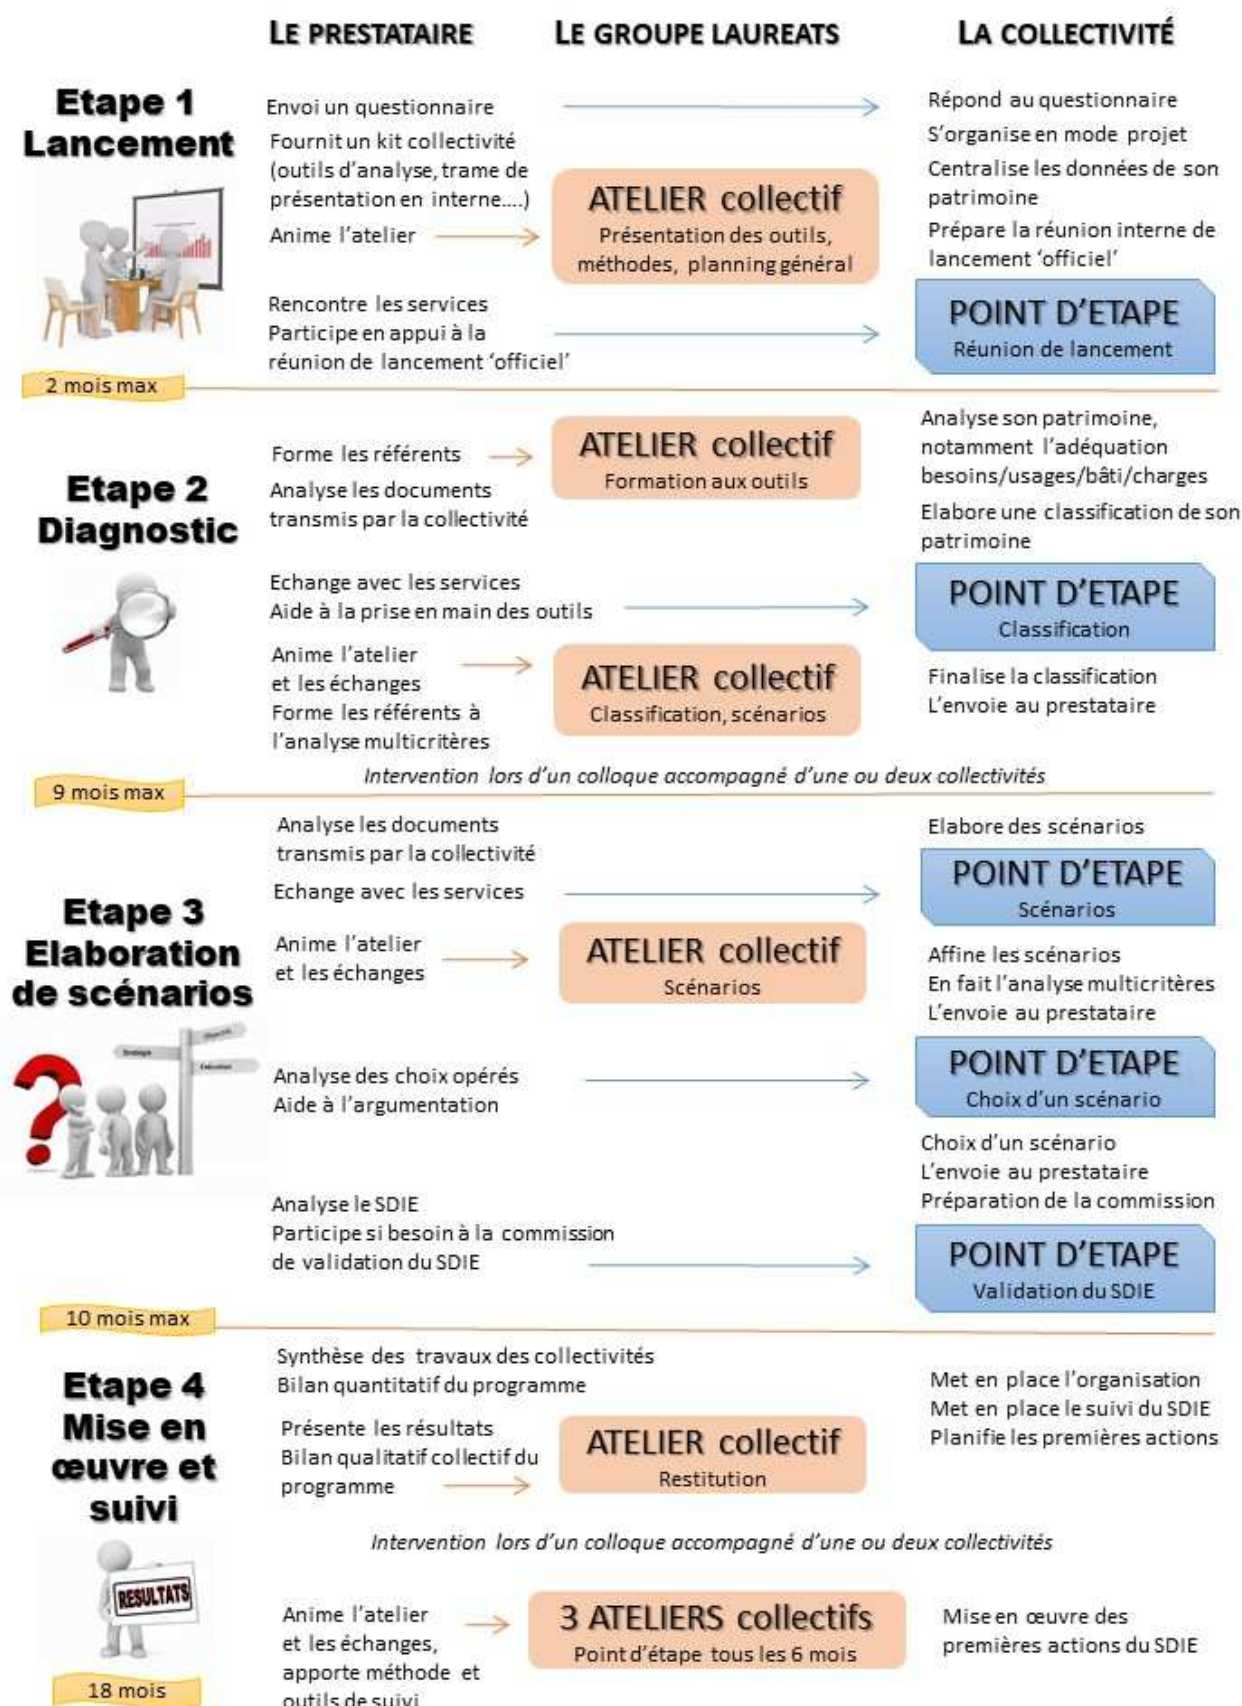 LE PRESTATAIRE
LE GROUPE LAUREATS
LA COLLECTIVITÉ
Etape 1
Lancement
Envoi un questionnaire
Fournit un kit collectivité
(outils d'analyse, trame de
présentation en interne....)
Anime l'atelier
Rencontre les services
Participe en appui à la
réunion de lancement 'officiel'
ATELIER collectif
Présentation des outils,
méthodes, planning général
Répond au questionnaire
S'organise en mode projet
Centralise les données de son
patrimoine
Prépare la réunion interne de
lancement 'officiel'
POINT D'ETAPE
Réunion de lancement
2 mois max
Etape 2
Diagnostic
Forme les référents
Analyse les documents
transmis par la collectivité
Echange avec les services
Aide à la prise en main des outils
Anime l'atelier
et les échanges
Forme les référents à
l'analyse multicritères
ATELIER collectif
Formation aux outils
ATELIER collectif
Classification, scénarios
Analyse son patrimoine,
notamment l'adéquation
besoins/usages/bâti/charges
Elabore une classification de son
patrimoine
POINT D'ETAPE
Classification
Finalise la classification
L'envoie au prestataire
Intervention lors d'un colloque accompagné d'une ou deux collectivités
9 mois max
Etape 3
Elaboration
de scénarios
Stratégie
Objectifs
Exécution
Analyse les documents
transmis par la collectivité
Echange avec les services
Anime l'atelier
et les échanges
Analyse des choix opérés
Aide à l'argumentation
Analyse le SDIE
Participe si besoin à la commission
de validation du SDIE
ATELIER collectif
Scénarios
Elabore des scénarios
POINT D'ETAPE
Scénarios
Affine les scénarios
En fait l'analyse multicritères
L'envoie au prestataire
POINT D'ETAPE
Choix d'un scénario
Choix d'un scénario
L'envoie au prestataire
Préparation de la commission
POINT D'ETAPE
Validation du SDIE
10 mois max
Etape 4
Mise en
œuvre et
suivi
RESULTATS
Synthèse des travaux des collectivités
Bilan quantitatif du programme
Présente les résultats
Bilan qualitatif collectif du
programme
ATELIER collectif
Restitution
Met en place l'organisation
Met en place le suivi du SDIE
Planifie les premières actions
Intervention lors d'un colloque accompagné d'une ou deux collectivités
Anime l'atelier
et les échanges,
apporte méthode et
outils de suivi
3 ATELIERS collectifs
Point d'étape tous les 6 mois
Mise en œuvre des
premières actions du SDIE
18 mois